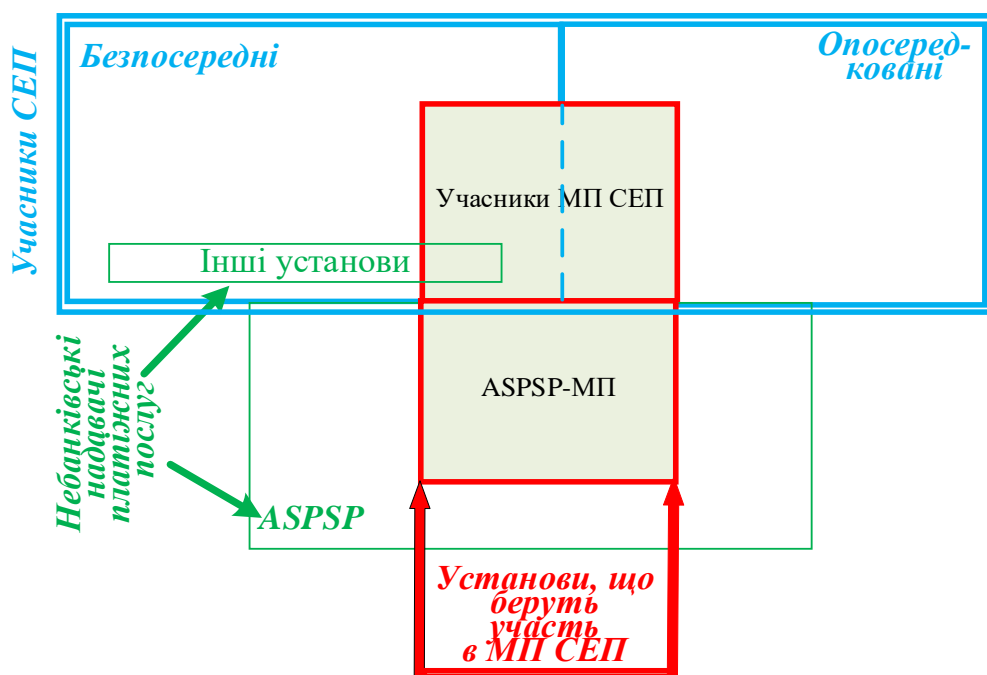 Учасники СЕП
Безпосередні
Опосеред-
ковані
Учасники МП СЕП
Інші установи
Небанківські
надавачі
платіжних
послуг
ASPSP-МП
ASPSP
Установи, що
беруть
участь
в МП СЕП